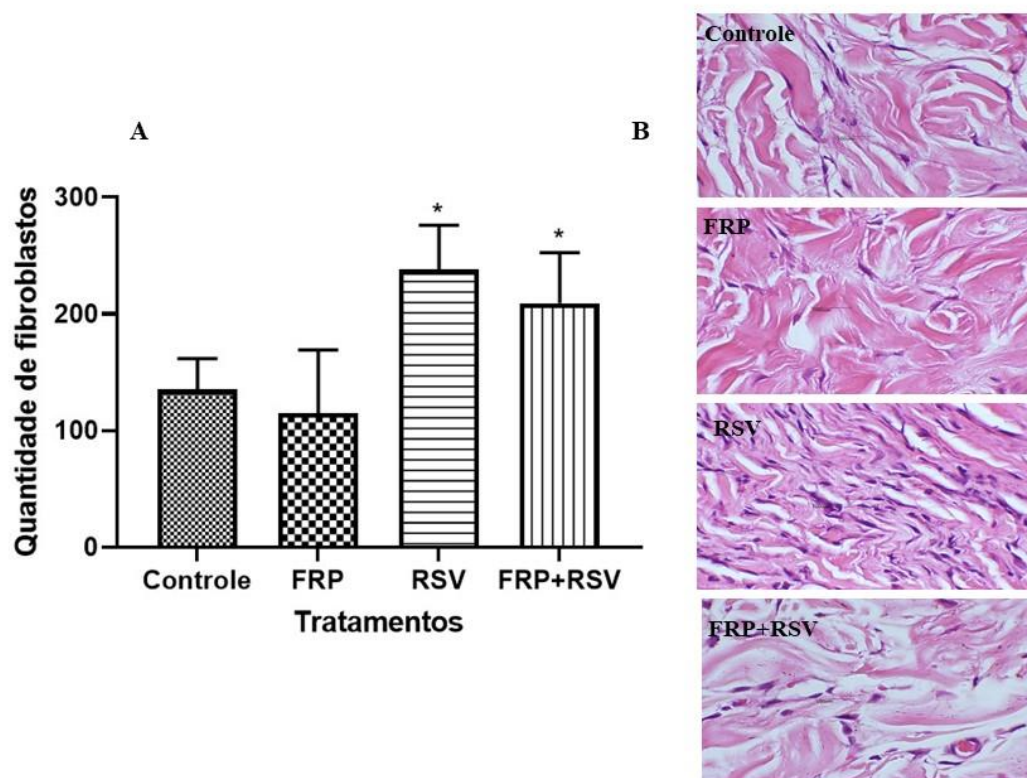 A
B
Quantidade de fibroblastos
300
200
100
0
*
*
Controle
FRP
RSV
FRP+RSV
Tratamentos
Controle
FRP
RSV
FRP+RSV